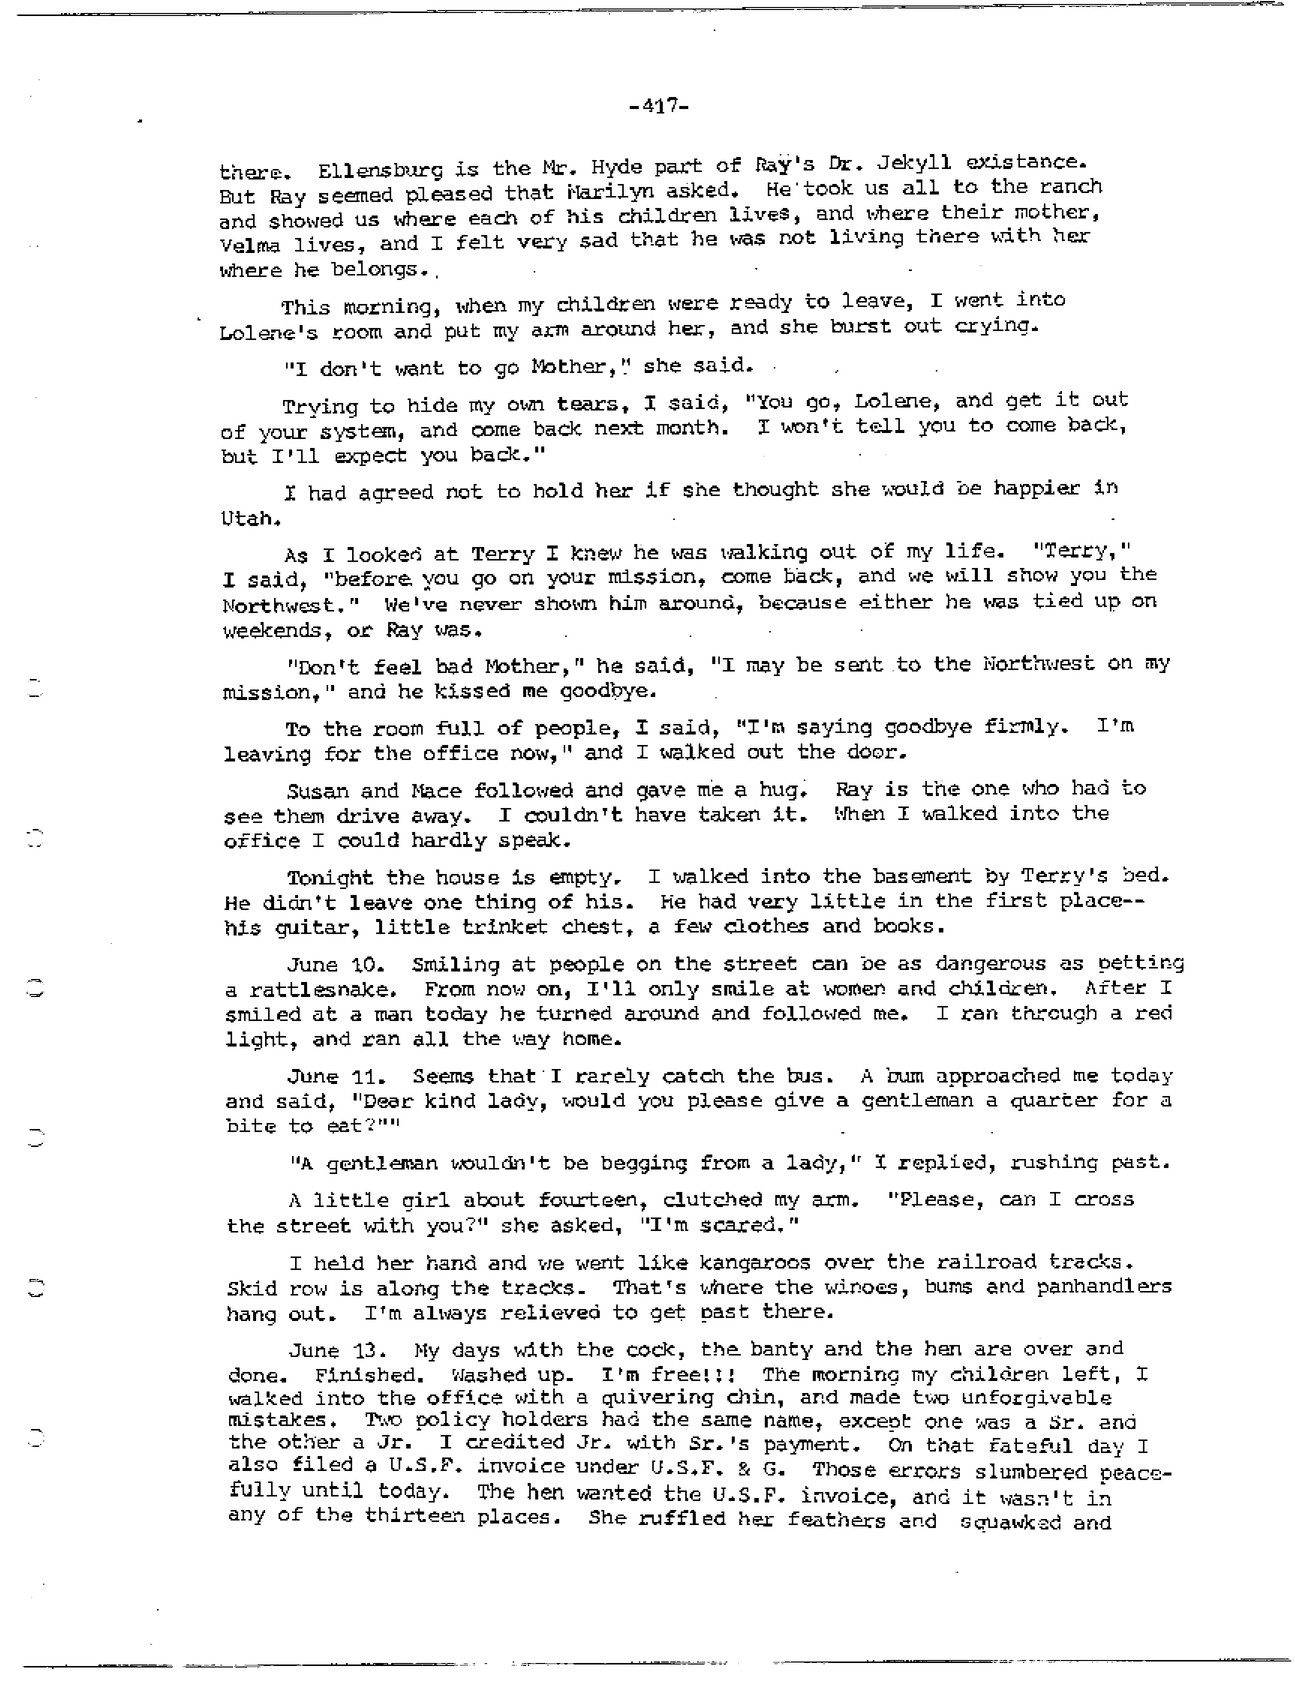 -417-
there. Ellensburg is the Mr. Hyde part of Ray's Dr. Jekyll existance.
But Ray seemed pleased that Marilyn asked. He took us all to the ranch
and showed us where each of his children lives, and where their mother,
Velma lives, and I felt very sad that he was not living there with her
where he belongs.
This morning, when my children were ready to leave, I went into
Lolene's room and put my arm around her, and she burst out crying.
"I don't want to go Mother," she said.
Trying to hide my own tears, I said, "You go, Lolene, and get it out
of your system, and come back next month. I won't tell you to come back,
but I'll expect you back."
I had agreed not to hold her if she thought she would be happier in
Utah.
As I looked at Terry I knew he was walking out of my life. "Terry,"
I said, "before you go on your mission, come back, and we will show you the
Northwest." We've never shown him around, because either he was tied up on
weekends, or Ray was.
"Don't feel bad Mother," he said, "I may be sent to the Northwest on my
mission," and he kissed me goodbye.
To the room full of people, I said, "I'm saying goodbye firmly. I'm
leaving for the office now," and I walked out the door.
Susan and Mace followed and gave me a hug. Ray is the one who had to
see them drive away. I couldn't have taken it. When I walked into the
office I could hardly speak.
Tonight the house is empty. I walked into the basement by Terry's bed.
He didn't leave one thing of his. He had very little in the first place--
his guitar, little trinket chest, a few clothes and books.
June 10. Smiling at people on the street can be as dangerous as petting
a rattlesnake. From now on, I'll only smile at women and children. After I
smiled at a man today he turned around and followed me. I ran through a red
light, and ran all the way home.
June 11. Seems that I rarely catch the bus. A bum approached me today
and said, "Dear kind lady, would you please give a gentleman a quarter for a
bite to eat?""
"A gentleman wouldn't be begging from a lady," I replied, rushing past.
A little girl about fourteen, clutched my arm. "Please, can I cross
the street with you?" she asked, "I'm scared."
I held her hand and we went like kangaroos over the railroad tracks.
Skid row is along the tracks. That's where the winoes, bums and panhandlers
hang out. I'm always relieved to get past there.
June 13. My days with the cock, the banty and the hen are over and
done. Finished. Washed up. I'm free!!! The morning my children left, I
walked into the office with a quivering chin, and made two unforgivable
mistakes. Two policy holders had the same name, except one was a Sr. and
the other a Jr. I credited Jr. with Sr.'s payment. On that fateful day I
also filed a U.S.F. invoice under U.S.F. & G. Those errors slumbered peace-
fully until today. The hen wanted the U.S.F. invoice, and it wasn't in
any of the thirteen places. She ruffled her feathers and squawked and